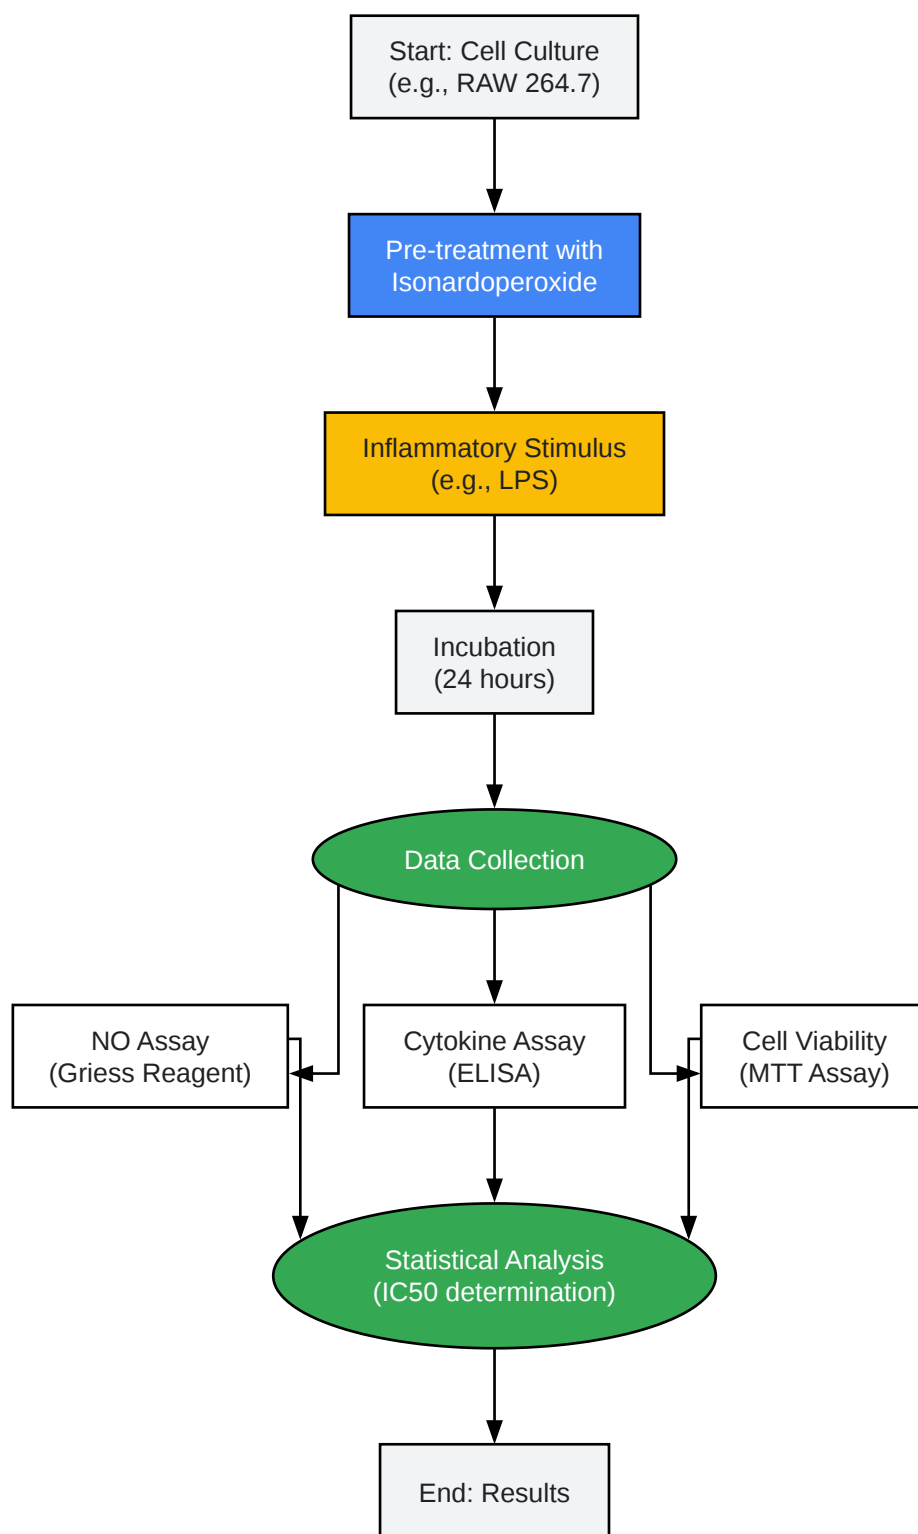 Start: Cell Culture
(e.g., RAW 264.7)
Pre-treatment with
Isonardoperoxide
Inflammatory Stimulus
(e.g., LPS)
Incubation
(24 hours)
Data Collection
NO Assay
(Griess Reagent)
Cytokine Assay
(ELISA)
Cell Viability
(MTT Assay)
Statistical Analysis
(IC50 determination)
End: Results